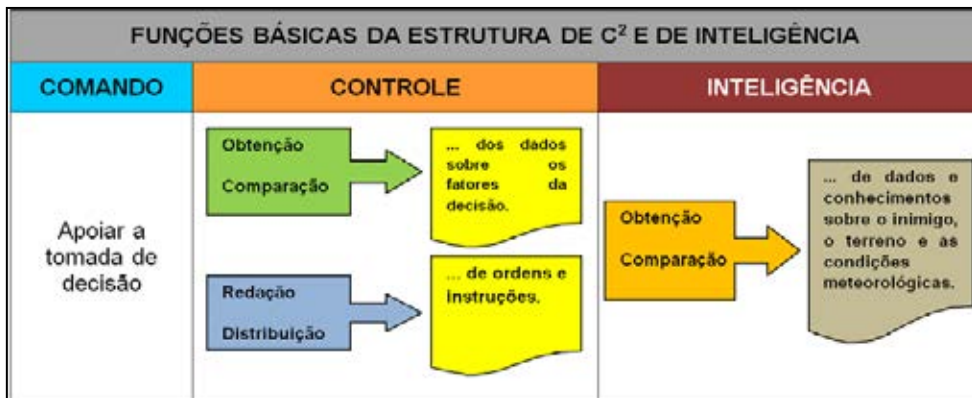 FUNÇÕES BÁSICAS DA ESTRUTURA DE C² E DE INTELIGÊNCIA
COMANDO
CONTROLE
INTELIGÊNCIA
Apoiar a
tomada de
decisão
Obtenção
Comparação
... dos dados
sobre os
fatores da
decisão.
Redação
Distribuição
... de ordens e
instruções.
Obtenção
Comparação
... de dados e
conhecimentos
sobre o inimigo,
o terreno e as
condições
meteorológicas.